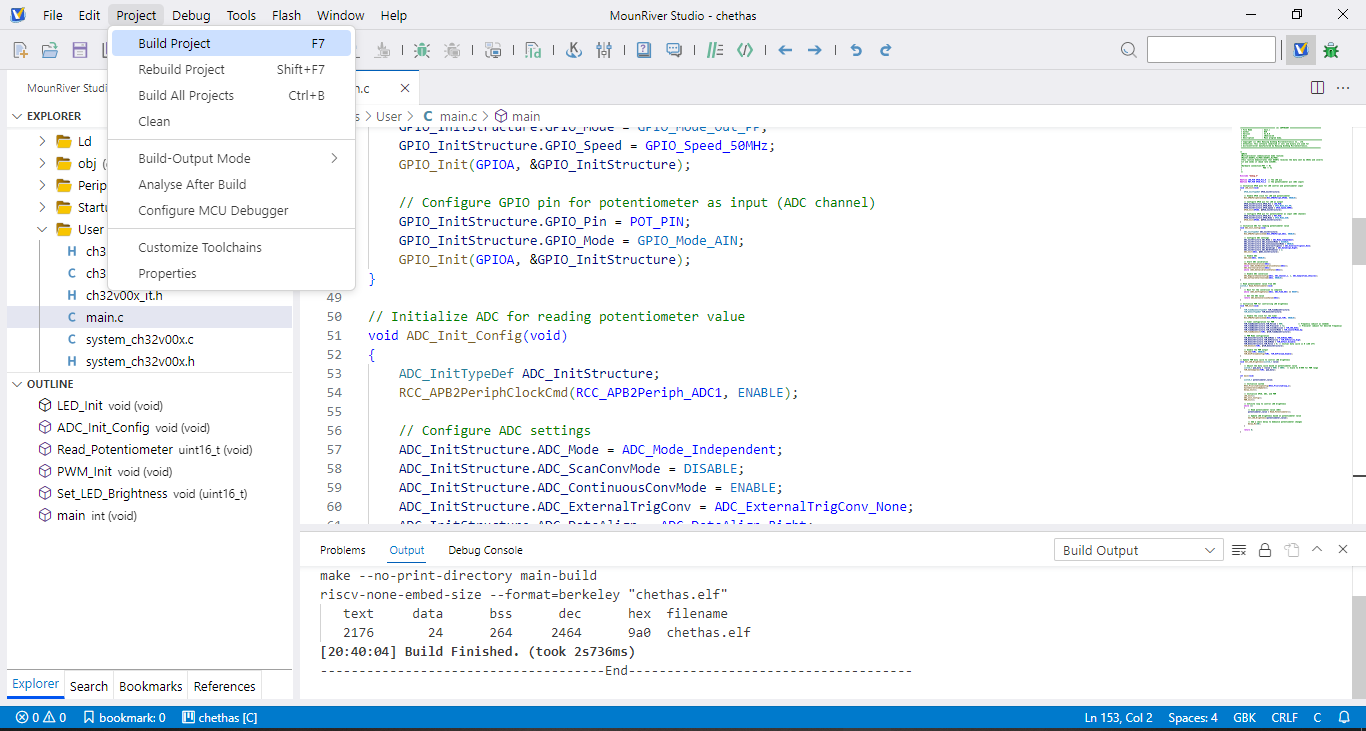 File Edit Project Debug Tools Flash Window Help
MounRiver Studio - chethas
Build Project F7
Rebuild Project Shift+F7
Build All Projects Ctrl+B
Clean
Build-Output Mode
Analyse After Build
Configure MCU Debugger
Customize Toolchains
Properties
MounRiver Studi
EXPLORER
Ld
obj
Perip
Startu
User
H ch3
C ch3
H ch32v00x_it.h
C main.c
C system_ch32v00x.c
H system_ch32v00x.h
OUTLINE
LED_Init void (void)
ADC_Init_Config void (void)
Read_Potentiometer uint16_t (void)
PWM_Init void (void)
Set_LED_Brightness void (uint16_t)
main int (void)
Explorer Search Bookmarks References
n.c
s > User > C main.c > main
GPIO_InitStructure.GPIO_Mode = GPIO_Mode_Out_PP;
GPIO_InitStructure.GPIO_Speed = GPIO_Speed_50MHz;
GPIO_Init(GPIOA, &GPIO_InitStructure);
// Configure GPIO pin for potentiometer as input (ADC channel)
GPIO_InitStructure.GPIO_Pin = POT_PIN;
GPIO_InitStructure.GPIO_Mode = GPIO_Mode_AIN;
GPIO_Init(GPIOA, &GPIO_InitStructure);
}
49
50 // Initialize ADC for reading potentiometer value
51 void ADC_Init_Config(void)
52 {
53 ADC_InitTypeDef ADC_InitStructure;
54 RCC_APB2PeriphClockCmd(RCC_APB2Periph_ADC1, ENABLE);
55
56 // Configure ADC settings
57 ADC_InitStructure.ADC_Mode = ADC_Mode_Independent;
58 ADC_InitStructure.ADC_ScanConvMode = DISABLE;
59 ADC_InitStructure.ADC_ContinuousConvMode = ENABLE;
60 ADC_InitStructure.ADC_ExternalTrigConv = ADC_ExternalTrigConv_None;
61 ADC_InitStructure.ADC_DataAlign = ADC_DataAlign_Right;
Problems Output Debug Console Build Output
make --no-print-directory main-build
riscv-none-embed-size --format=berkeley "chethas.elf"
text data bss dec hex filename
2176 24 264 2464 9a0 chethas.elf
[20:40:04] Build Finished. (took 2s736ms)
-------------------------------------End-------------------------------------
0 0 bookmark: 0 chethas [C] Ln 153, Col 2 Spaces: 4 GBK CRLF C